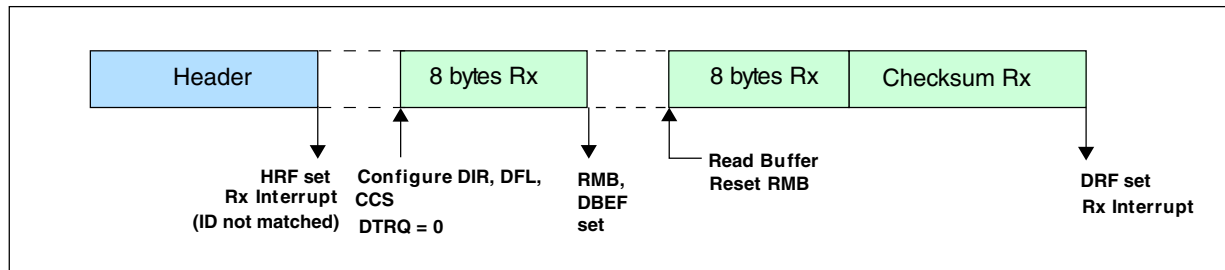 Header
8 bytes Rx
8 bytes Rx
Checksum Rx
HRF set
Rx Interrupt
(ID not matched)
Configure DIR, DFL,
CCS
DTRQ = 0
RMB,
DBEF
set
Read Buffer
Reset RMB
DRF set
Rx Interrupt